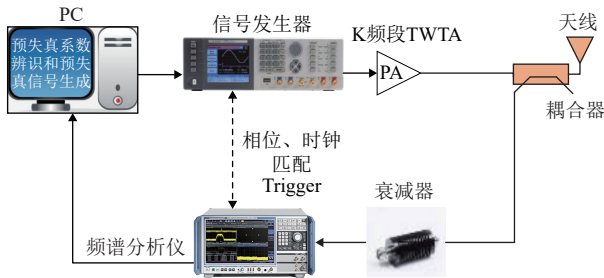 PC
预失真系数
辨识和预失
真信号生成
信号发生器
K频段TWTA
PA
天线
耦合器
相位、时钟
匹配
Trigger
衰减器
频谱分析仪